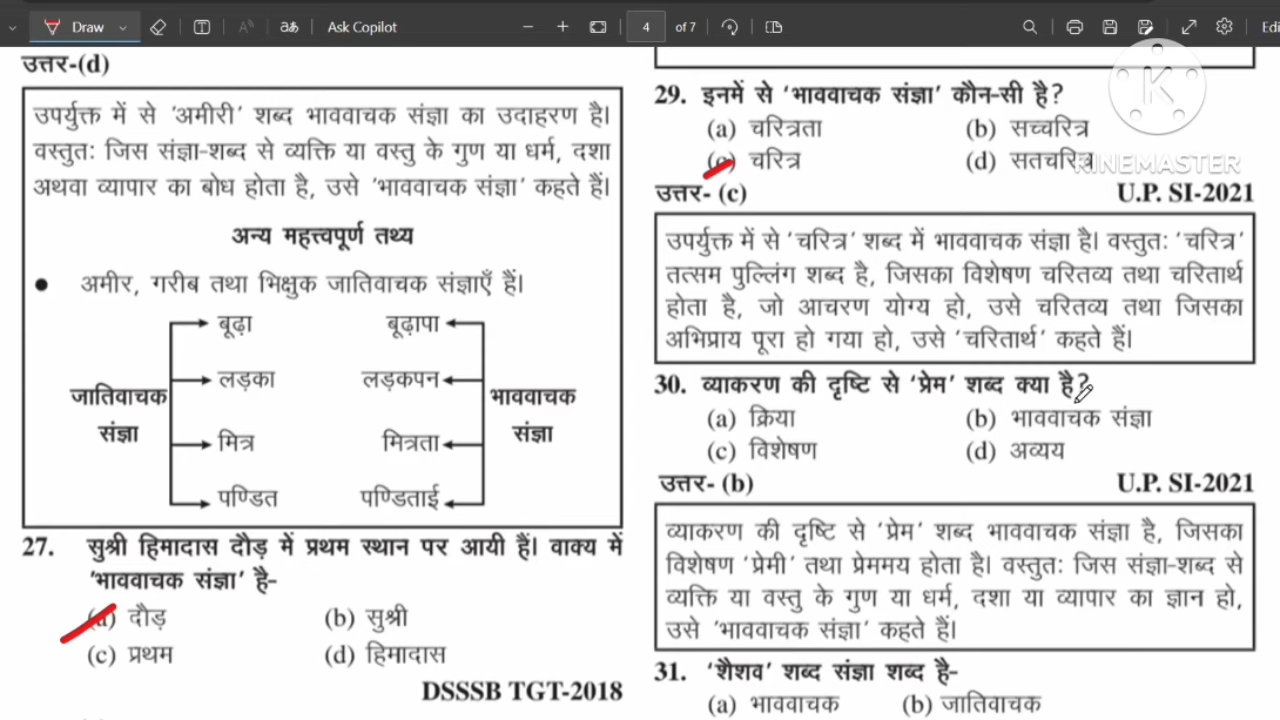 Draw
aあ
Ask Copilot
4 of 7
Edi
उत्तर-(d)
उपर्युक्त में से 'अमीरी' शब्द भाववाचक संज्ञा का उदाहरण है।
वस्तुतः जिस संज्ञा-शब्द से व्यक्ति या वस्तु के गुण या धर्म, दशा
अथवा व्यापार का बोध होता है, उसे 'भाववाचक संज्ञा' कहते हैं।
अन्य महत्त्वपूर्ण तथ्य
● अमीर, गरीब तथा भिक्षुक जातिवाचक संज्ञाएँ हैं।
बूढ़ा बूढ़ापा
लड़का लड़कपन
जातिवाचक भाववाचक
संज्ञा संज्ञा
मित्र मित्रता
पण्डित पण्डिताई
27. सुश्री हिमादास दौड़ में प्रथम स्थान पर आयी हैं। वाक्य में
'भाववाचक संज्ञा' है-
(a) दौड़ (b) सुश्री
(c) प्रथम (d) हिमादास
DSSSB TGT-2018
29. इनमें से 'भाववाचक संज्ञा' कौन-सी है?
(a) चरित्रता (b) सच्चरित्र
(c) चरित्र (d) सतचरित्र
उत्तर- (c) U.P. SI-2021
उपर्युक्त में से 'चरित्र' शब्द में भाववाचक संज्ञा है। वस्तुतः 'चरित्र'
तत्सम पुल्लिंग शब्द है, जिसका विशेषण चरितव्य तथा चरितार्थ
होता है, जो आचरण योग्य हो, उसे चरितव्य तथा जिसका
अभिप्राय पूरा हो गया हो, उसे 'चरितार्थ' कहते हैं।
30. व्याकरण की दृष्टि से 'प्रेम' शब्द क्या है?
(a) क्रिया (b) भाववाचक संज्ञा
(c) विशेषण (d) अव्यय
उत्तर- (b) U.P. SI-2021
व्याकरण की दृष्टि से 'प्रेम' शब्द भाववाचक संज्ञा है, जिसका
विशेषण 'प्रेमी' तथा प्रेममय होता है। वस्तुतः जिस संज्ञा-शब्द से
व्यक्ति या वस्तु के गुण या धर्म, दशा या व्यापार का ज्ञान हो,
उसे 'भाववाचक संज्ञा' कहते हैं।
31. 'शैशव' शब्द संज्ञा शब्द है-
(a) भाववाचक (b) जातिवाचक
K
KINEMASTER